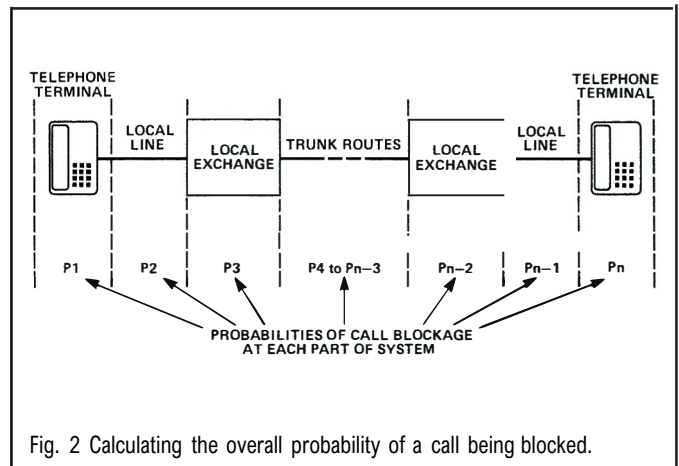 TELEPHONE
TERMINAL
TELEPHONE
TERMINAL
LOCAL
LINE
LOCAL
EXCHANGE
TRUNK ROUTES
LOCAL
EXCHANGE
LOCAL
LINE
P1 P2 P3 P4 to Pn–3 Pn–2 Pn–1 Pn
PROBABILITIES OF CALL BLOCKAGE
AT EACH PART OF SYSTEM
Fig. 2 Calculating the overall probability of a call being blocked.